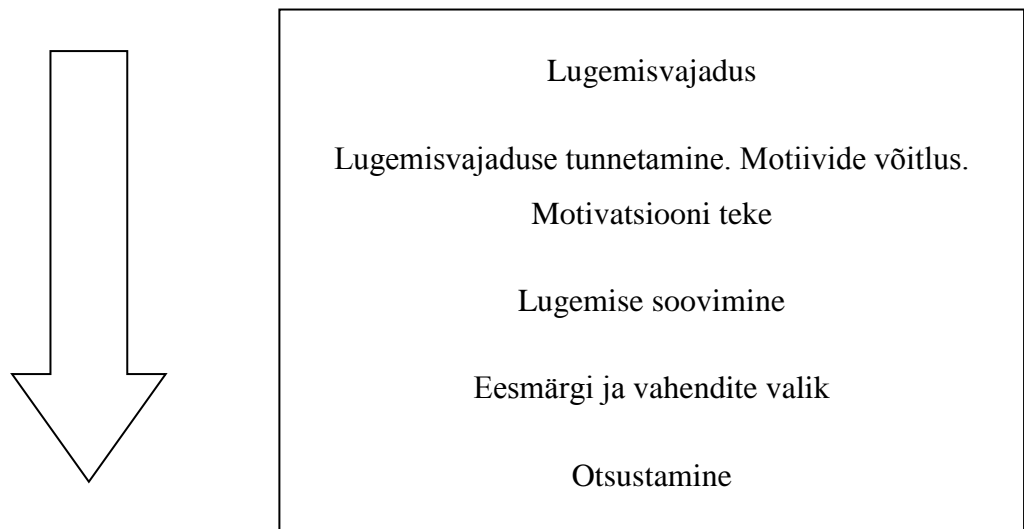 Lugemisvajadus
Lugemisvajaduse tunnetamine. Motiivide võitlus.
Motivatsiooni teke
Lugemise soovimine
Eesmärgi ja vahendite valik
Otsustamine